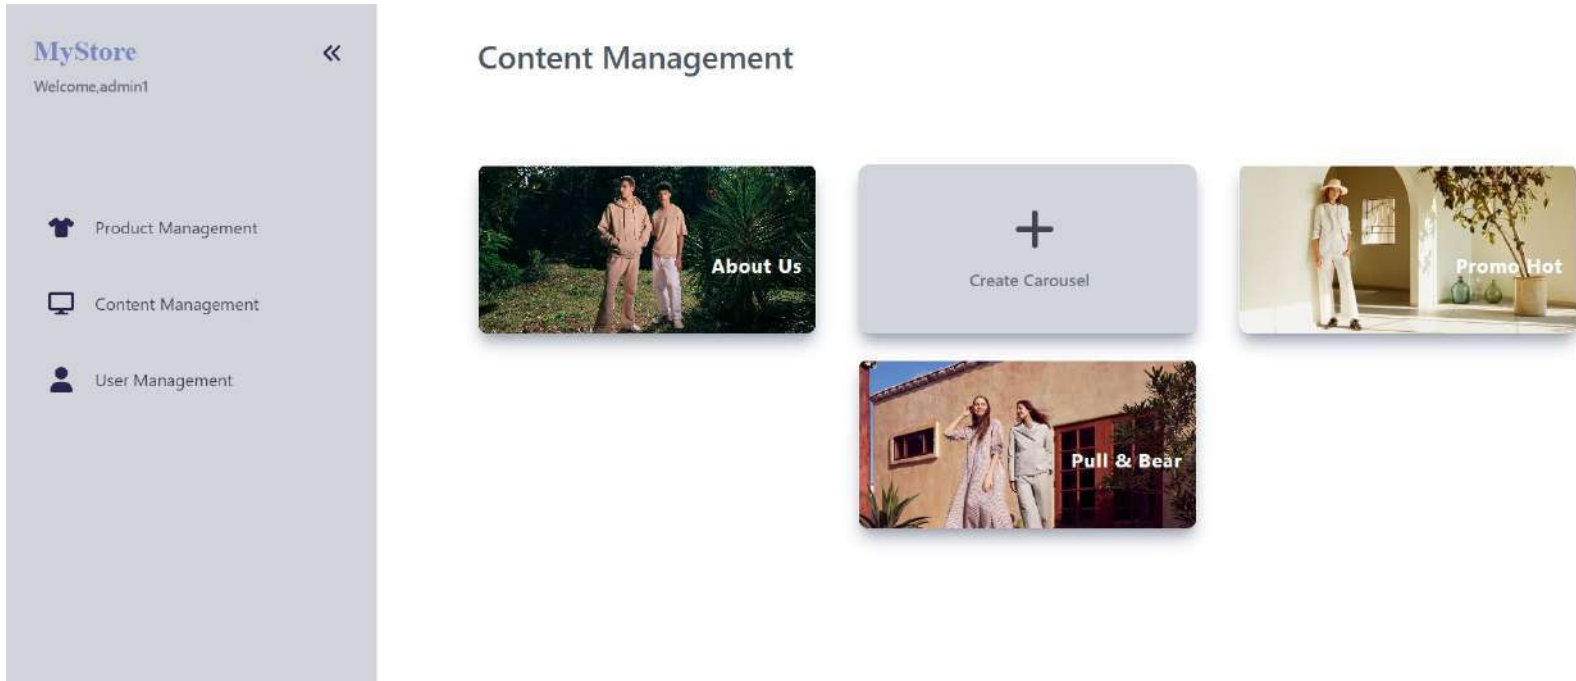 MyStore
Welcome,admin1
Product Management
Content Management
User Management
Content Management
About Us
Create Carousel
Promo Hot
Pull & Bear